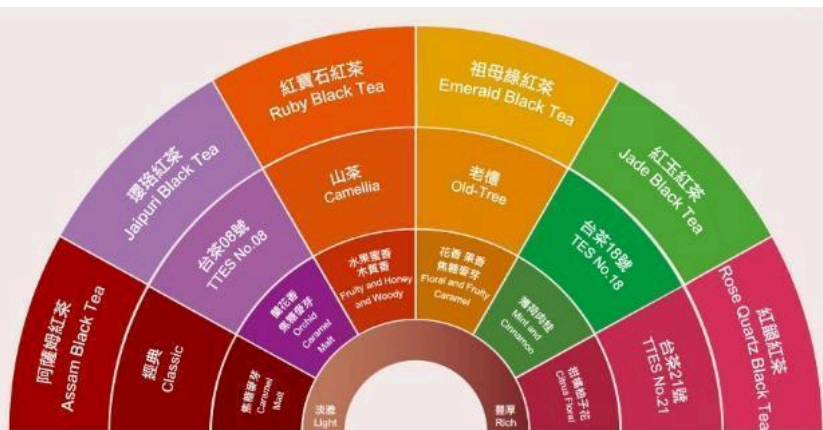 阿薩姆紅茶
Assam Black Tea
經典
Classic
焦糖麥芽
Caramel
Malt
瓔珞紅茶
Jaipuri Black Tea
台茶08號
TTES No.08
蘭花香
焦糖麥芽
Orchid
Caramel
Malt
紅寶石紅茶
Ruby Black Tea
山茶
Camellia
水果蜜香
木質香
Fruity and Honey
and Woody
祖母綠紅茶
Emerald Black Tea
老欉
Old-Tree
花香 果香
焦糖麥芽
Floral and Fruity
Caramel
紅玉紅茶
Jade Black Tea
台茶18號
TTES No.18
薄荷肉桂
Mint and
Cinnamon
紅韻紅茶
Rose Quartz Black Tea
台茶21號
TTES No.21
柑橘柚子花
Citrus Floral
淡雅
Light
豐厚
Rich